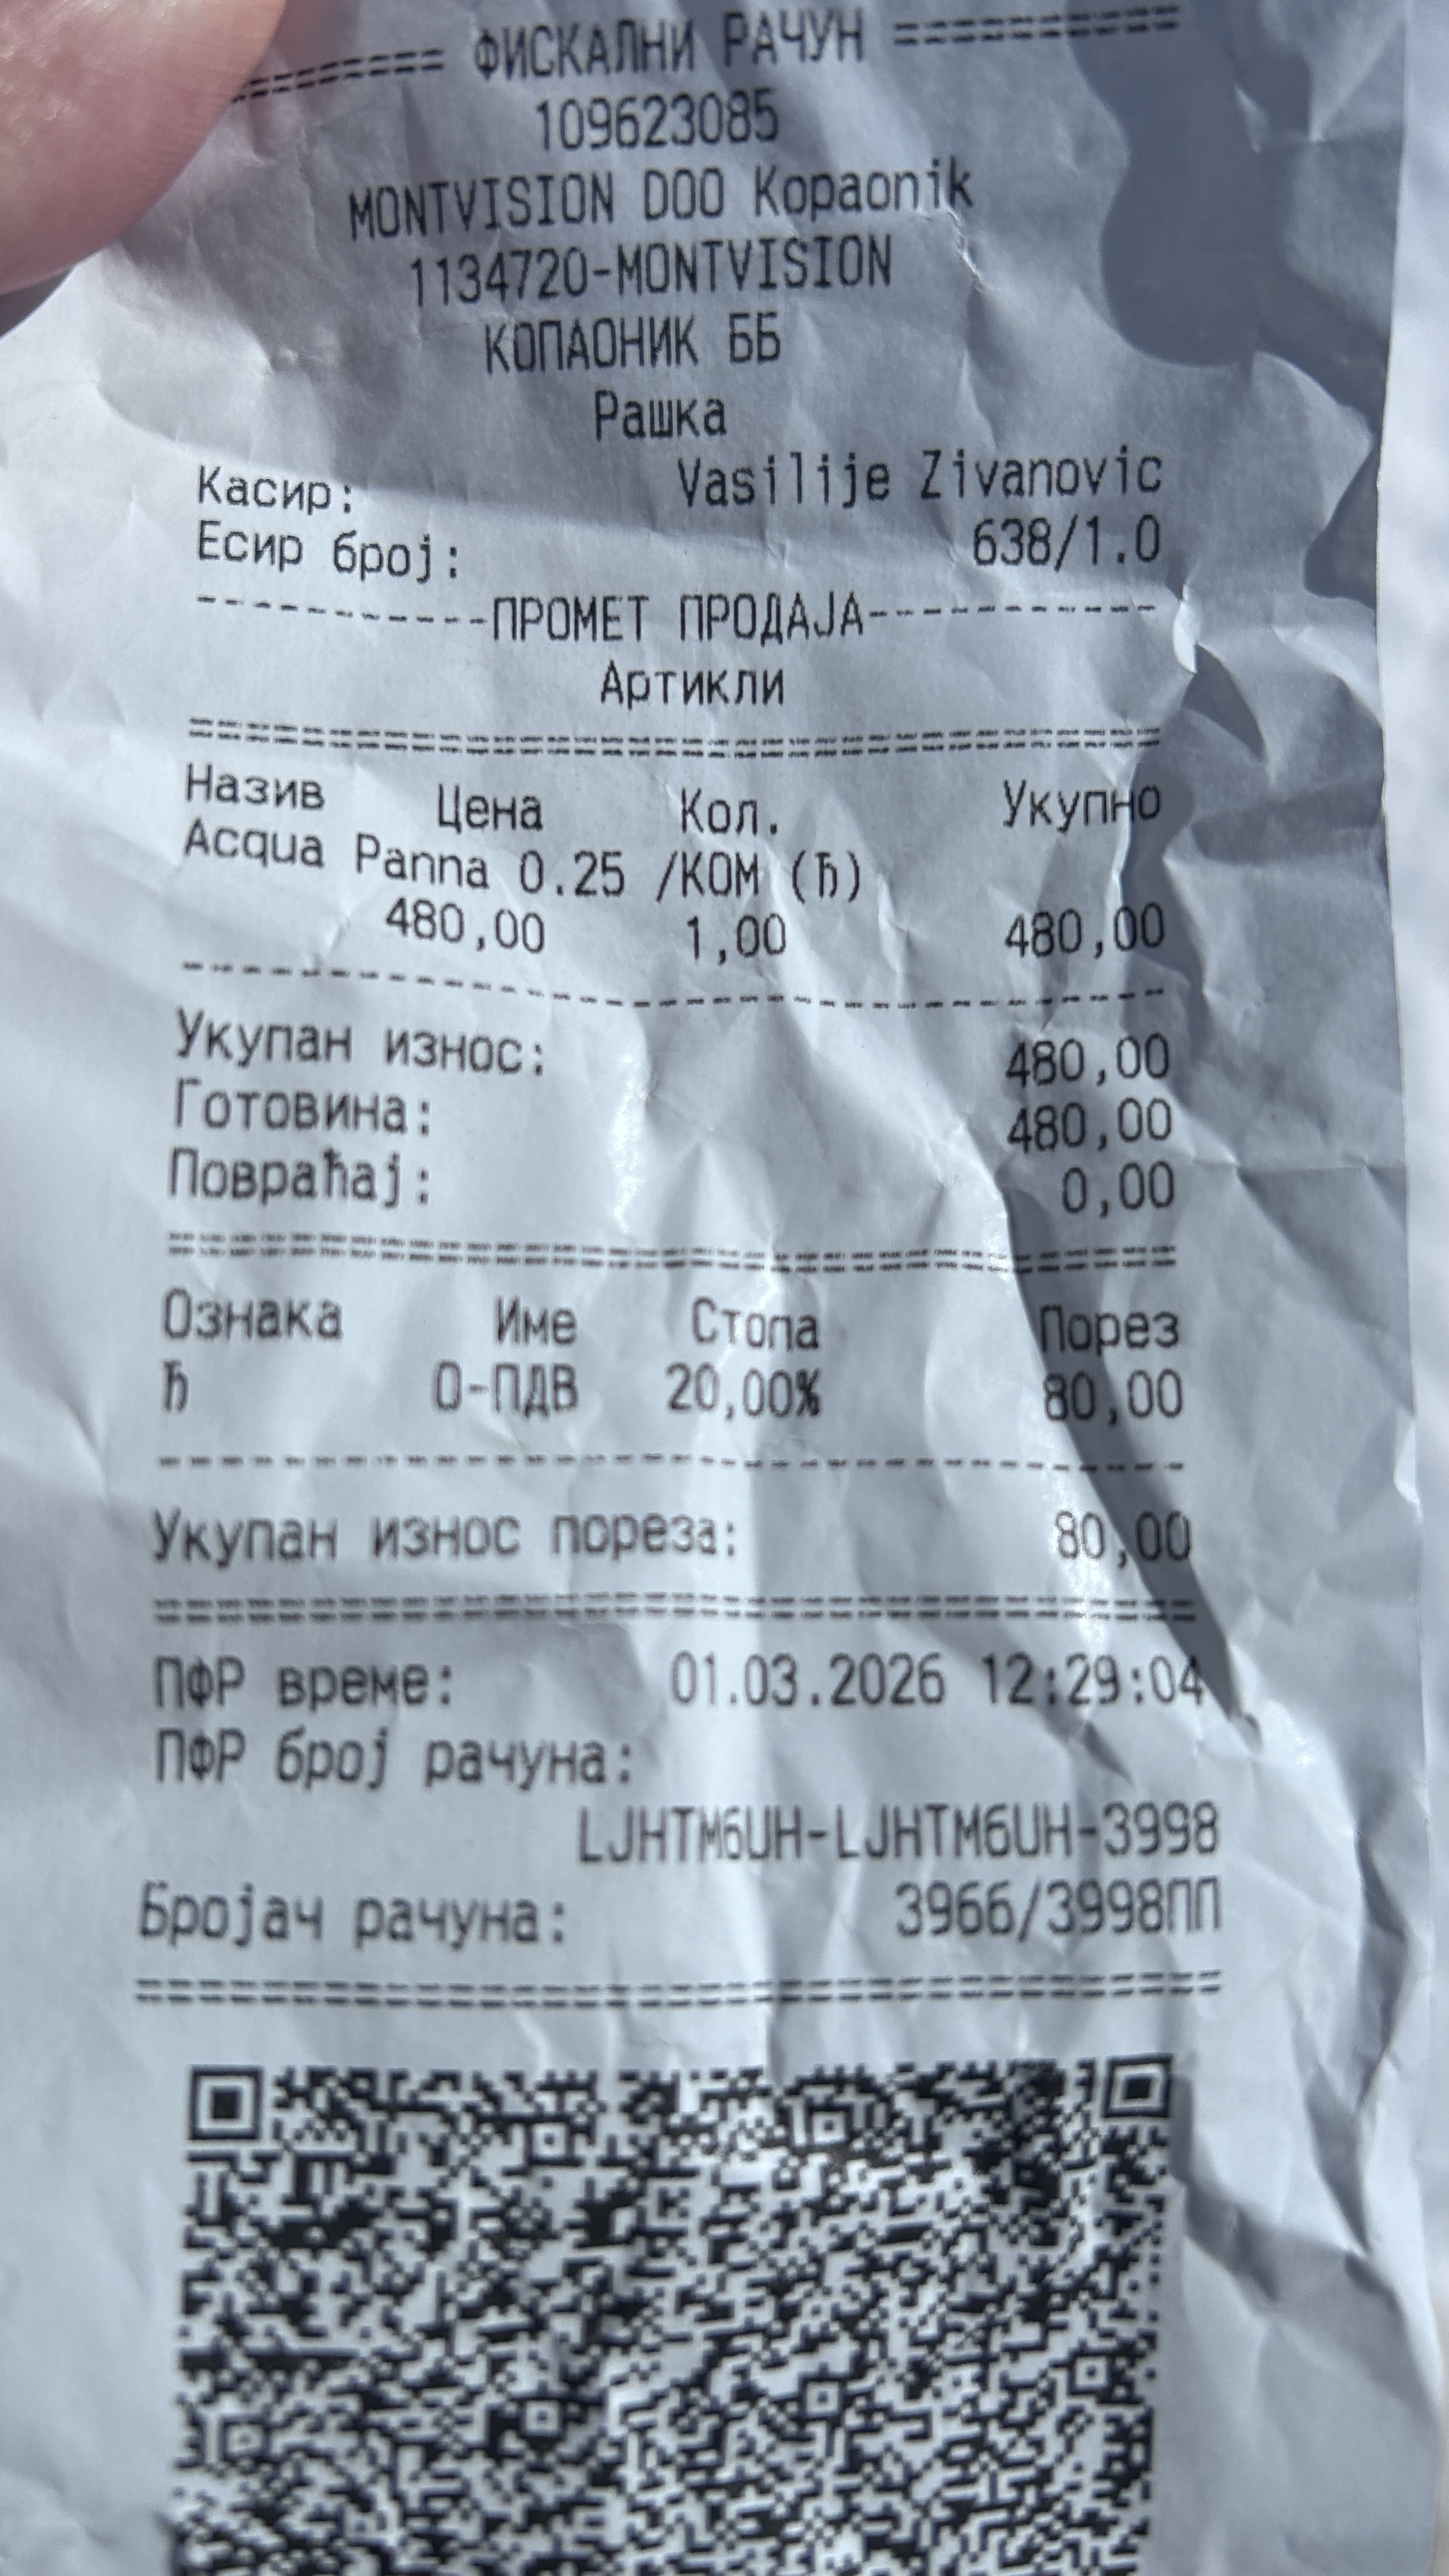 ========== ФИСКАЛНИ РАЧУН ==========
109623085
MONTVISION DOO Kopaonik
1134720-MONTVISION
КОПАОНИК ББ
Рашка
Касир: Vasilije Zivanovic
Есир број: 638/1.0
-----------ПРОМЕТ ПРОДАЈА-----------
Артикли
Назив Цена Кол. Укупно
Acqua Panna 0.25 /КОМ (Ђ)
480,00 1,00 480,00
Укупан износ: 480,00
Готовина: 480,00
Повраћај: 0,00
Ознака Име Стопа Порез
Ђ О-ПДВ 20,00% 80,00
Укупан износ пореза: 80,00
ПФР време: 01.03.2026 12:29:04
ПФР број рачуна:
LJHTM6UH-LJHTM6UH-3998
Бројач рачуна: 3966/3998ПП